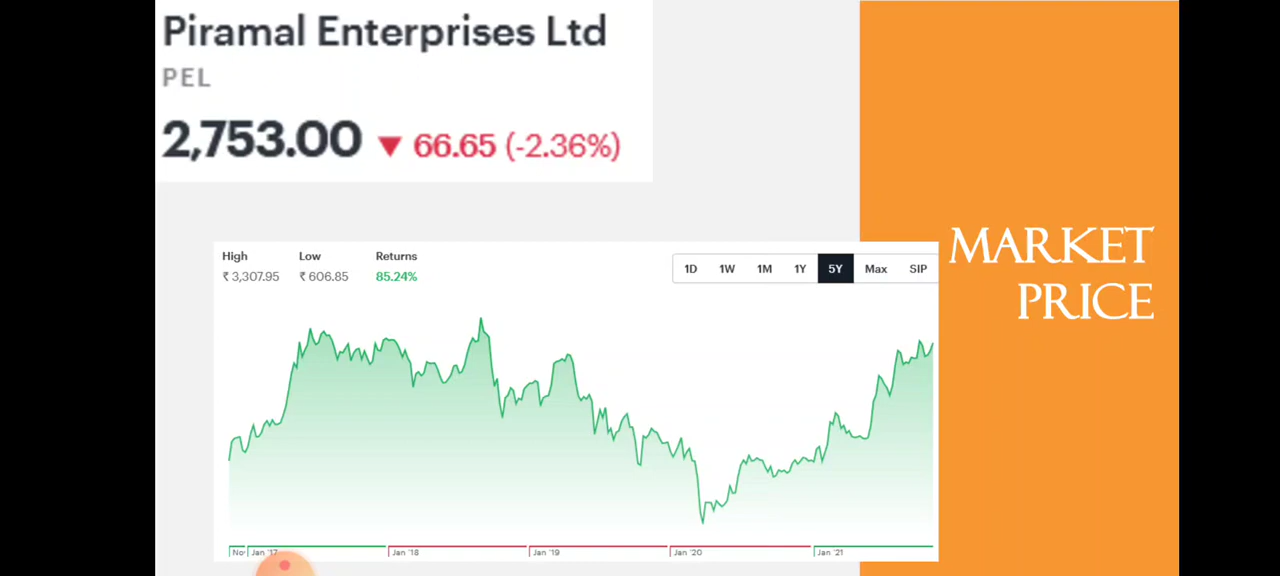 Piramal Enterprises Ltd
PEL
2,753.00 ▼ 66.65 (-2.36%)
High Low Returns
₹ 3,307.95 ₹ 606.85 85.24%
1D 1W 1M 1Y 5Y Max SIP
MARKET
PRICE
Jan '17 Jan '18 Jan '19 Jan '20 Jan '21